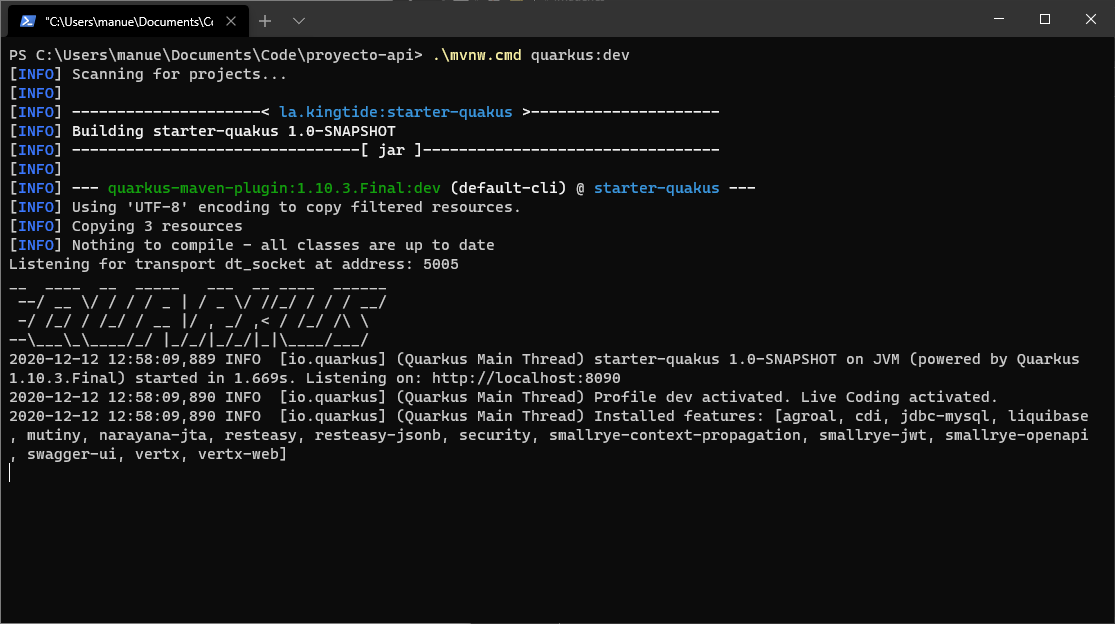 "C:\Users\manue\Documents\Cc
PS C:\Users\manue\Documents\Code\proyecto-api> .\mvnw.cmd quarkus:dev
[INFO] Scanning for projects...
[INFO]
[INFO] ---------------------< la.kingtide:starter-quakus >---------------------
[INFO] Building starter-quakus 1.0-SNAPSHOT
[INFO] --------------------------------[ jar ]---------------------------------
[INFO]
[INFO] --- quarkus-maven-plugin:1.10.3.Final:dev (default-cli) @ starter-quakus ---
[INFO] Using 'UTF-8' encoding to copy filtered resources.
[INFO] Copying 3 resources
[INFO] Nothing to compile - all classes are up to date
Listening for transport dt_socket at address: 5005
__  ____  __  _____   ___  __ ____  ______
 --/ __ \/ / / / _ | / _ \/ //_/ / / / __/
 -/ /_/ / /_/ / __ |/ , _/ ,< / /_/ /\ \
--\___\_\____/_/ |_/_/|_/_/|_|\____/___/
2020-12-12 12:58:09,889 INFO  [io.quarkus] (Quarkus Main Thread) starter-quakus 1.0-SNAPSHOT on JVM (powered by Quarkus
1.10.3.Final) started in 1.669s. Listening on: http://localhost:8090
2020-12-12 12:58:09,890 INFO  [io.quarkus] (Quarkus Main Thread) Profile dev activated. Live Coding activated.
2020-12-12 12:58:09,890 INFO  [io.quarkus] (Quarkus Main Thread) Installed features: [agroal, cdi, jdbc-mysql, liquibase
, mutiny, narayana-jta, resteasy, resteasy-jsonb, security, smallrye-context-propagation, smallrye-jwt, smallrye-openapi
, swagger-ui, vertx, vertx-web]